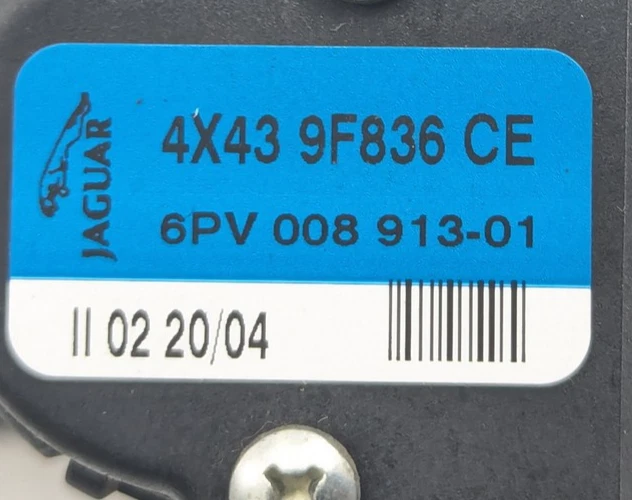 JAGUAR
4X43 9F836 CE
6PV 008 913-01
II 02 20/04